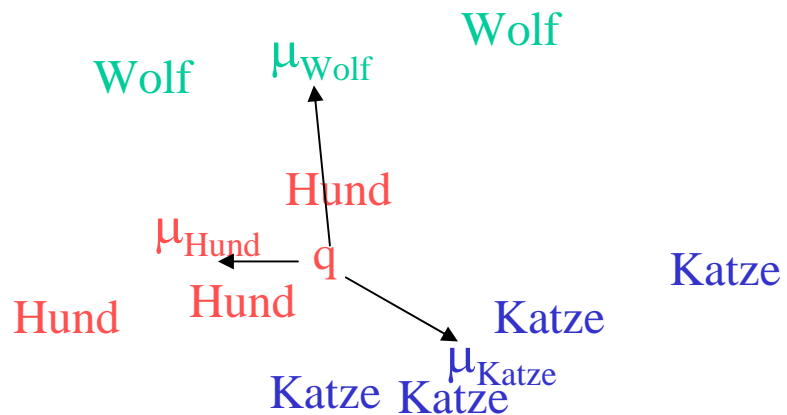 Wolf
μWolf
Wolf
Hund
μHund
q
Katze
Hund
Hund
Katze
μKatze
Katze
Katze